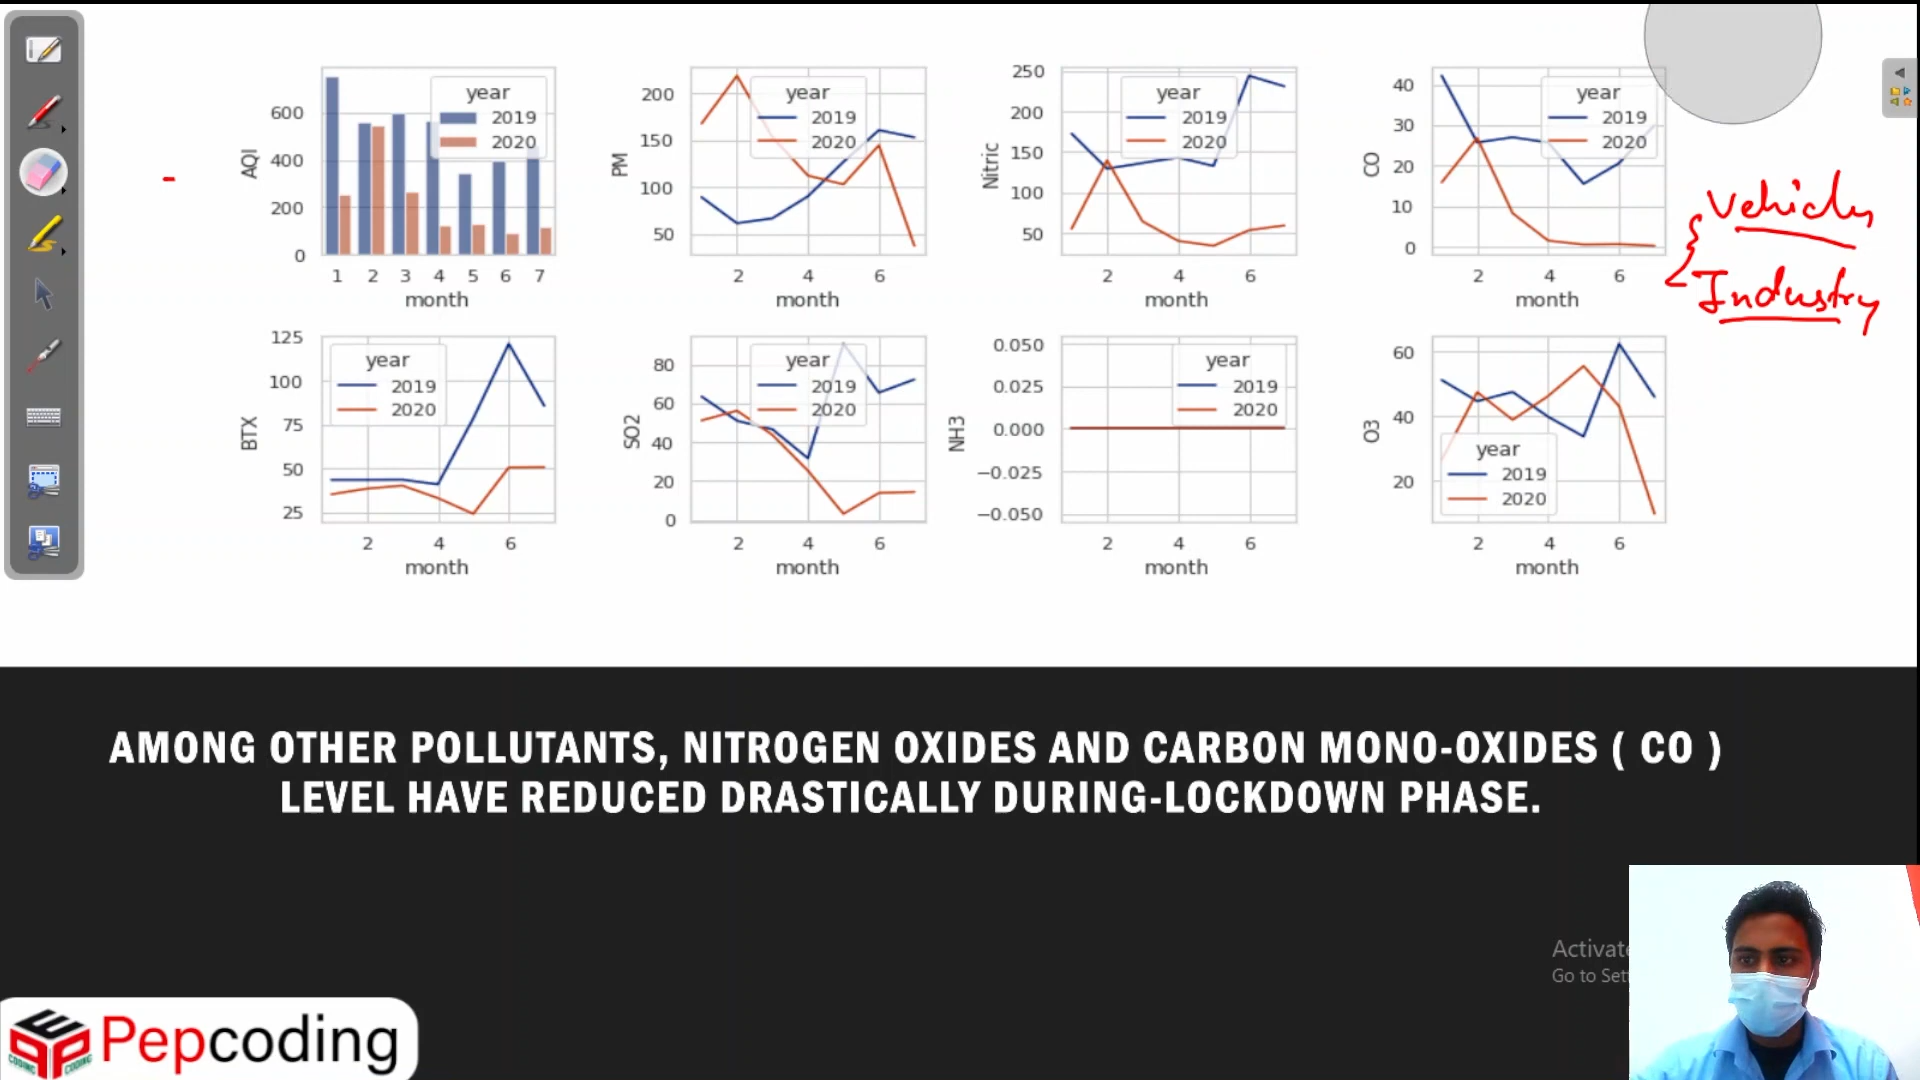 year
2019
2020
AQI
600
400
200
0
1 2 3 4 5 6 7
month
year
2019
2020
PM
200
150
100
50
2 4 6
month
year
2019
2020
Nitric
250
200
150
100
50
2 4 6
month
year
2019
2020
CO
40
30
20
10
0
2 4 6
month
Vehicly
Industry
year
2019
2020
BTX
125
100
75
50
25
2 4 6
month
year
2019
2020
SO2
80
60
40
20
0
2 4 6
month
year
2019
2020
NH3
0.050
0.025
0.000
−0.025
−0.050
2 4 6
month
year
2019
2020
O3
60
40
20
2 4 6
month
AMONG OTHER POLLUTANTS, NITROGEN OXIDES AND CARBON MONO-OXIDES ( CO )
LEVEL HAVE REDUCED DRASTICALLY DURING-LOCKDOWN PHASE.
Activate
Go to Sett
Pepcoding